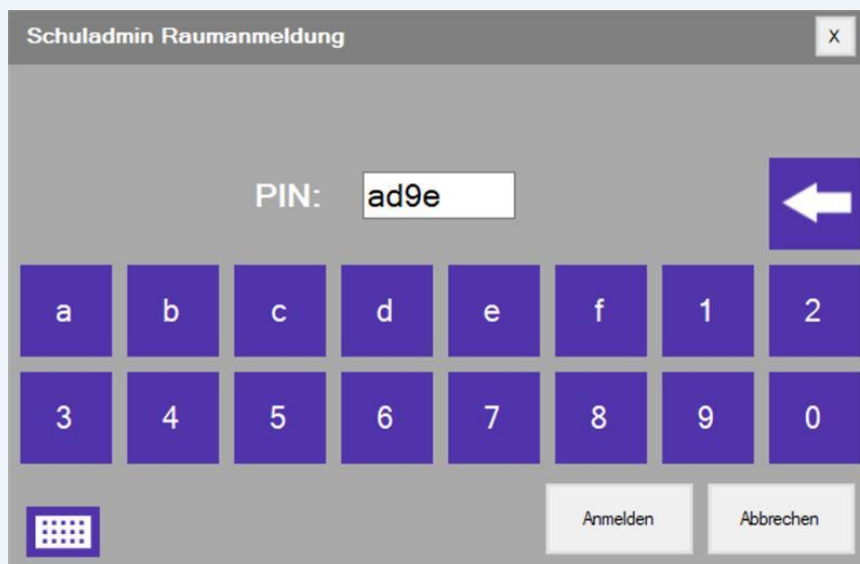 Schuladmin Raumanmeldung X
PIN: ad9e
a b c d e f 1 2
3 4 5 6 7 8 9 0
Anmelden Abbrechen